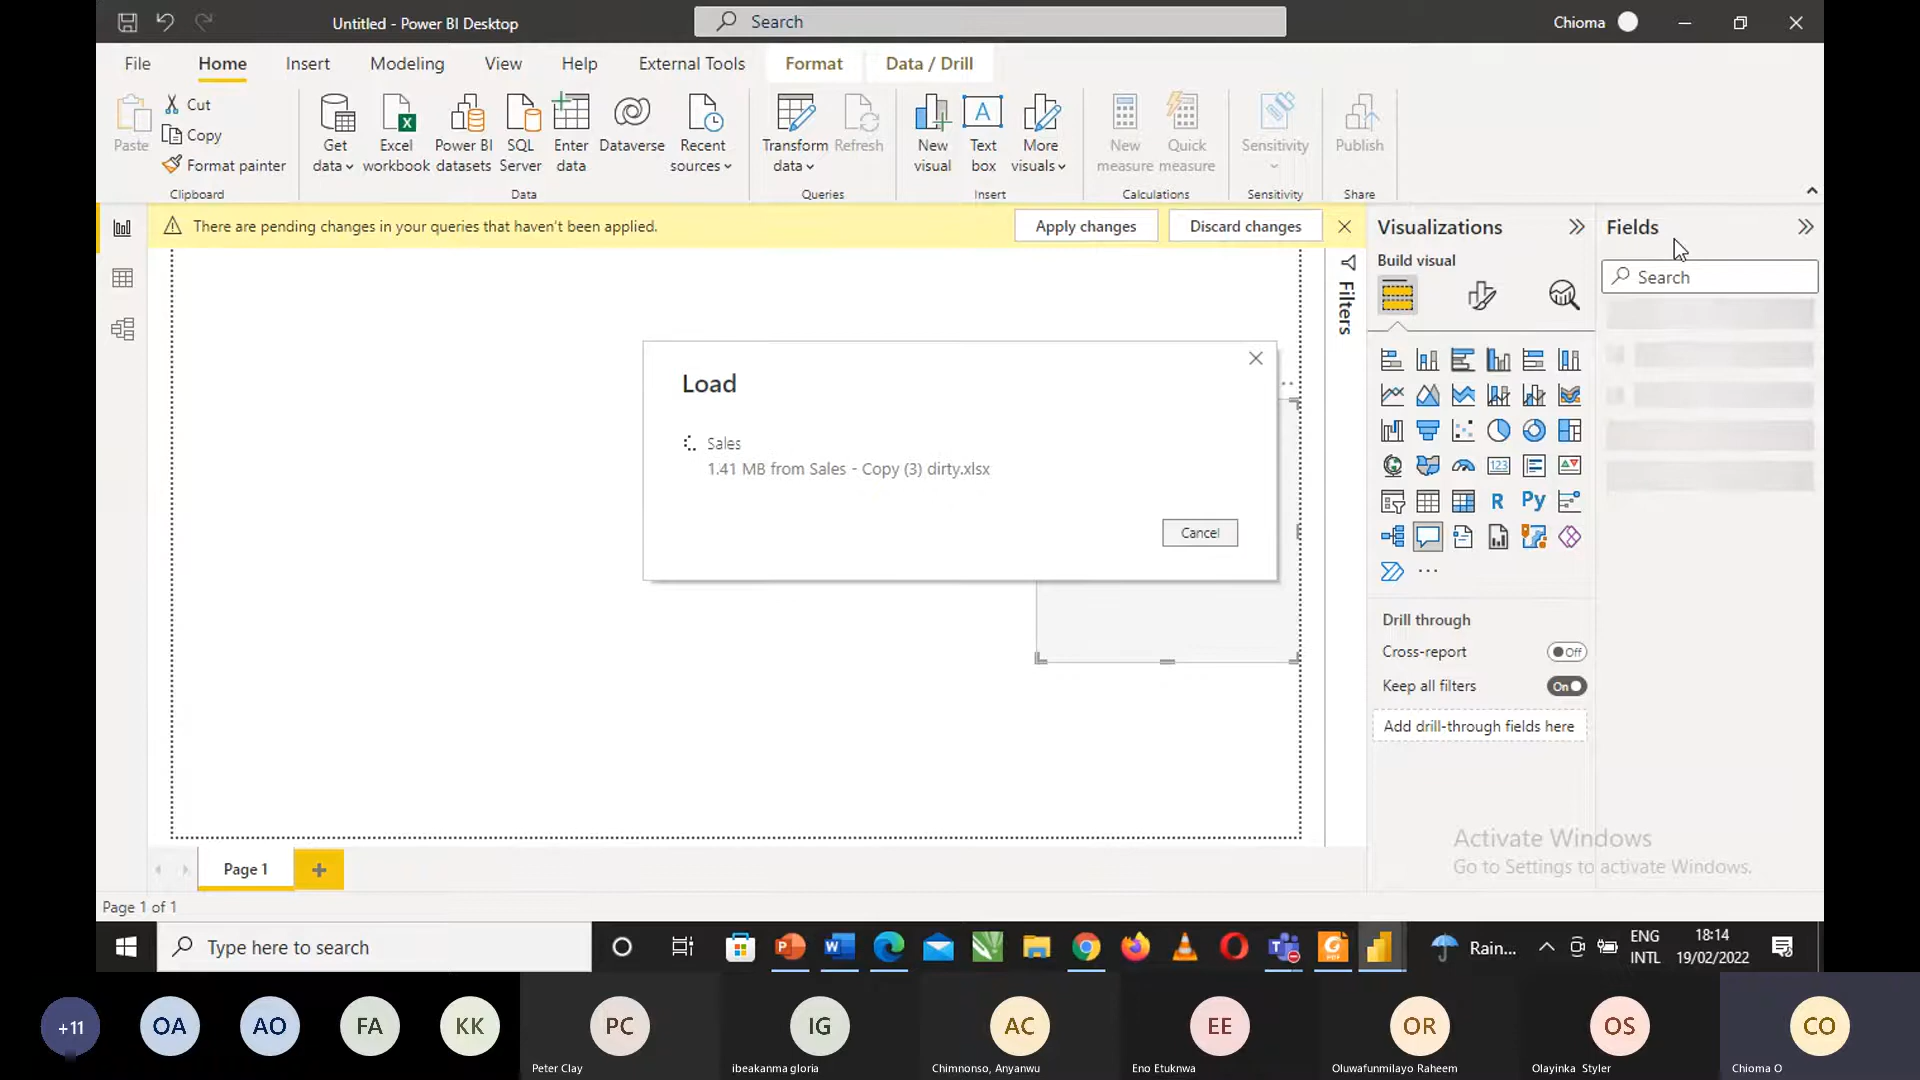 Untitled - Power BI Desktop
Search
Chioma
File
Home
Insert
Modeling
View
Help
External Tools
Format
Data / Drill
Paste
Cut
Copy
Format painter
Clipboard
Get data
Excel workbook
Power BI datasets
SQL Server
Enter data
Dataverse
Recent sources
Data
Transform data
Refresh
Queries
New visual
Text box
More visuals
Insert
New measure
Quick measure
Calculations
Sensitivity
Sensitivity
Publish
Share
There are pending changes in your queries that haven't been applied.
Apply changes
Discard changes
Filters
Visualizations
Build visual
Fields
Search
123
R
Py
Load
Sales
1.41 MB from Sales - Copy (3) dirty.xlsx
Cancel
Drill through
Cross-report
Off
Keep all filters
On
Add drill-through fields here
Activate Windows
Go to Settings to activate Windows.
Page 1
Page 1 of 1
Type here to search
Rain...
ENG
INTL
18:14
19/02/2022
+11
OA
AO
FA
KK
PC
Peter Clay
IG
ibeakanma gloria
AC
Chimnonso, Anyanwu
EE
Eno Etuknwa
OR
Oluwafunmilayo Raheem
OS
Olayinka Styler
CO
Chioma O